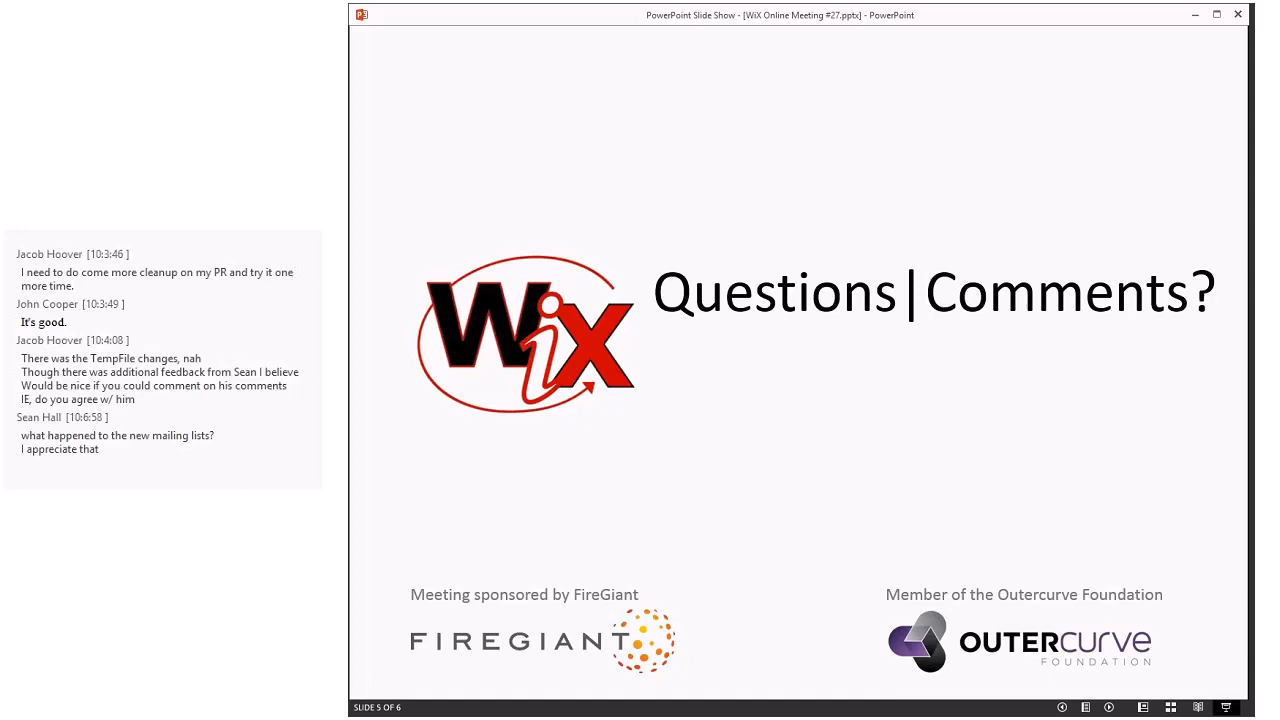 PowerPoint Slide Show - [WiX Online Meeting #27.pptx] - PowerPoint
Jacob Hoover [10:3:46 ]
I need to do come more cleanup on my PR and try it one
more time.
John Cooper [10:3:49 ]
It's good.
Jacob Hoover [10:4:08 ]
There was the TempFile changes, nah
Though there was additional feedback from Sean I believe
Would be nice if you could comment on his comments
IE, do you agree w/ him
Sean Hall [10:6:58 ]
what happened to the new mailing lists?
I appreciate that
WiX
Questions|Comments?
Meeting sponsored by FireGiant
FIREGIANT
Member of the Outercurve Foundation
OUTERCURVE
FOUNDATION
SLIDE 5 OF 6